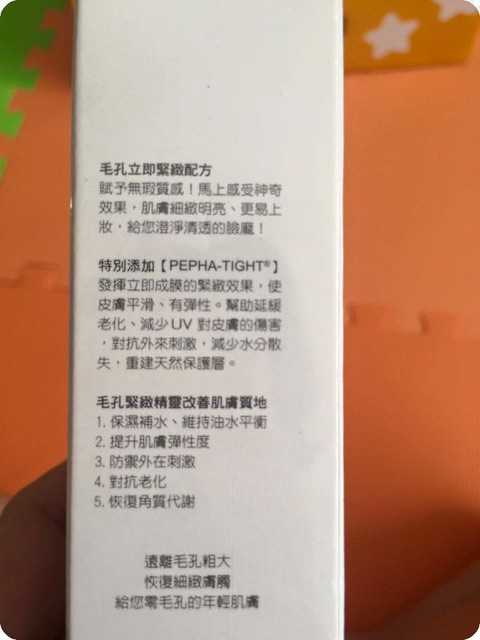 毛孔立即緊緻配方
賦予無瑕質感！馬上感受神奇
效果，肌膚細緻明亮、更易上
妝，給您澄淨清透的臉龐！
特別添加【PEPHA-TIGHT®】
發揮立即成膜的緊緻效果，使
皮膚平滑、有彈性。幫助延緩
老化、減少UV 對皮膚的傷害
，對抗外來刺激，減少水分散
失，重建天然保護層。
毛孔緊緻精靈改善肌膚質地
1. 保濕補水、維持油水平衡
2. 提升肌膚彈性度
3. 防禦外在刺激
4. 對抗老化
5. 恢復角質代謝
遠離毛孔粗大
恢復細緻膚觸
給您零毛孔的年輕肌膚